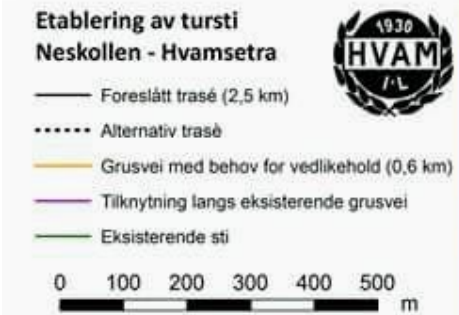 Etablering av tursti
Neskollen - Hvamsetra
1930
HVAM
I·L
Foreslått trasé (2,5 km)
Alternativ trasè
Grusvei med behov for vedlikehold (0,6 km)
Tilknytning langs eksisterende grusvei
Eksisterende sti
0 100 200 300 400 500
m